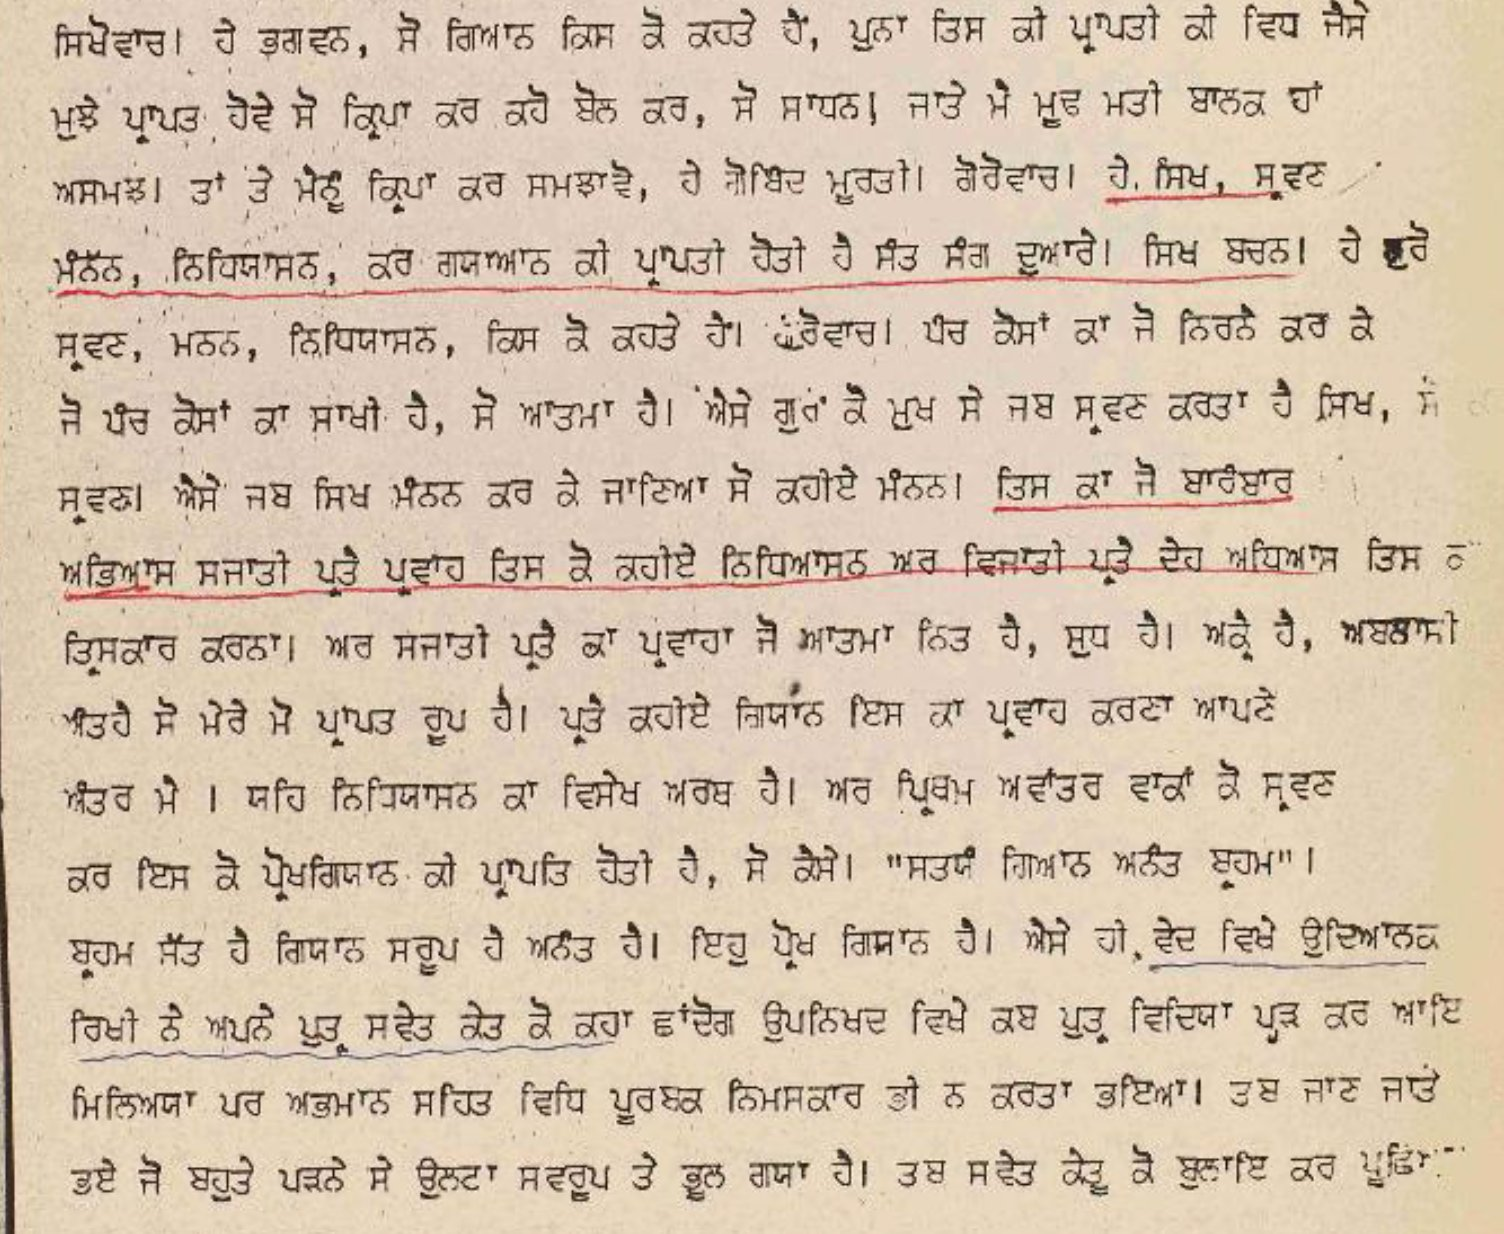 ਸਿਖੋਵਾਚ। ਹੇ ਭਗਵਨ, ਸੋ ਗਿਆਨ ਕਿਸ ਕੋ ਕਹਤੇ ਹੈਂ, ਪੁਨਾ ਤਿਸ ਕੀ ਪ੍ਰਾਪਤੀ ਕੀ ਵਿਧ ਜੈਸੇ
ਮੁਝੇ ਪ੍ਰਾਪਤ ਹੋਵੇ ਸੋ ਕ੍ਰਿਪਾ ਕਰ ਕਹੋ ਬੋਲ ਕਰ, ਸੋ ਸਾਧਨ। ਜਾਤੇ ਮੈ ਮੂਢ ਮਤੀ ਬਾਲਕ ਹਾਂ
ਅਸਮਝ। ਤਾਂ ਤੇ ਮੈਨੂੰ ਕ੍ਰਿਪਾ ਕਰ ਸਮਝਾਵੋ, ਹੇ ਗੋਬਿੰਦ ਮੂਰਤੀ। ਗੋਰੋਵਾਚ। ਹੇ ਸਿਖ, ਸ੍ਰਵਣ
ਮੰਨੱਨ, ਨਿਧਿਯਾਸਨ, ਕਰ ਗਯਾਆਨ ਕੀ ਪ੍ਰਾਪਤੀ ਹੋਤੀ ਹੈ ਸੰਤ ਸੰਗ ਦੁਆਰੇ। ਸਿਖ ਬਚਨ। ਹੇ ਗੁਰੋ
ਸ੍ਰਵਣ, ਮਨਨ, ਨਿਧਿਯਾਸਨ, ਕਿਸ ਕੋ ਕਹਤੇ ਹੈਂ। ਪੰਚ ਕੋਸਾਂ ਕਾ ਜੋ ਨਿਰਨੈ ਕਰ ਕੇ
ਜੋ ਪੰਚ ਕੋਸਾਂ ਕਾ ਸਾਖੀ ਹੈ, ਸੋ ਆਤਮਾ ਹੈ। ਐਸੇ ਗੁਰਾਂ ਕੇ ਮੁਖ ਸੇ ਜਬ ਸ੍ਰਵਣ ਕਰਤਾ ਹੈ ਸਿਖ,
ਸ੍ਰਵਣ। ਐਸੇ ਜਬ ਸਿਖ ਮੰਨਨ ਕਰ ਕੇ ਜਾਣਿਆ ਸੋ ਕਹੀਏ ਮੰਨਨ। ਤਿਸ ਕਾ ਜੋ ਬਾਰੰਬਾਰ
ਅਭਿਆਸ ਸਜਾਤੀ ਪ੍ਰਤੈ ਪ੍ਰਵਾਹ ਤਿਸ ਕੋ ਕਹੀਏ ਨਿਧਿਆਸਨ ਅਰ ਵਿਜਾਤੀ ਪ੍ਰਤੈ ਦੇਹ ਅਧਿਆਸ ਤਿਸ
ਤ੍ਰਿਸਕਾਰ ਕਰਨਾ। ਅਰ ਸਜਾਤੀ ਪ੍ਰਤੈ ਕਾ ਪ੍ਰਵਾਹਾ ਜੋ ਆਤਮਾ ਨਿਤ ਹੈ, ਸੁਧ ਹੈ। ਅਕ੍ਰੈ ਹੈ,
ਅੰਤਹੈ ਸੋ ਮੇਰੇ ਮੋ ਪ੍ਰਾਪਤ ਰੂਪ ਹੈ। ਪ੍ਰਤੈ ਕਹੀਏ ਗਿਯਾਨ ਇਸ ਕਾ ਪ੍ਰਵਾਹ ਕਰਣਾ ਆਪਣੇ
ਅੰਤਰ ਮੈ । ਯਹਿ ਨਿਧਿਯਾਸਨ ਕਾ ਵਿਸੇਖ ਅਰਥ ਹੈ। ਅਰ ਪ੍ਰਿਥਮ ਅਵਾਂਤਰ ਵਾਕਾਂ ਕੋ ਸ੍ਰਵਣ
ਕਰ ਇਸ ਕੋ ਪ੍ਰੋਖਗਿਯਾਨ ਕੀ ਪ੍ਰਾਪਤਿ ਹੋਤੀ ਹੈ, ਸੋ ਕੈਸੇ। "ਸਤਯੰ ਗਿਆਨ ਅਨੰਤ ਬ੍ਰਹਮ"।
ਬ੍ਰਹਮ ਸੱਤ ਹੈ ਗਿਯਾਨ ਸਰੂਪ ਹੈ ਅਨੰਤ ਹੈ। ਇਹੁ ਪ੍ਰੋਖ ਗਿਯਾਨ ਹੈ। ਐਸੇ ਹੀ, ਵੇਦ ਵਿਖੇ ਉਦਿਆਲਕ
ਰਿਖੀ ਨੇ ਅਪਨੇ ਪੁਤ੍ਰ ਸਵੇਤ ਕੇਤ ਕੋ ਕਹਾ ਛਾਂਦੋਗ ਉਪਨਿਖਦ ਵਿਖੇ ਕਬ ਪੁਤ੍ਰ ਵਿਦਿਯਾ ਪ੍ਹੜ ਕਰ ਆਇ
ਮਿਲਿਅਯਾ ਪਰ ਅਭਮਾਨ ਸਹਿਤ ਵਿਧਿ ਪੂਰਬਕ ਨਿਮਸਕਾਰ ਭੀ ਨ ਕਰਤਾ ਭਇਆ। ਤਬ ਜਾਣ ਜਾਤੇ
ਭਏ ਜੋ ਬਹੁਤੇ ਪੜਨੇ ਸੇ ਉਲਟਾ ਸਵਰੂਪ ਤੇ ਭੂਲ ਗਯਾ ਹੈ। ਤਬ ਸਵੇਤ ਕੇਤੂ ਕੋ ਬੁਲਾਇ ਕਰ